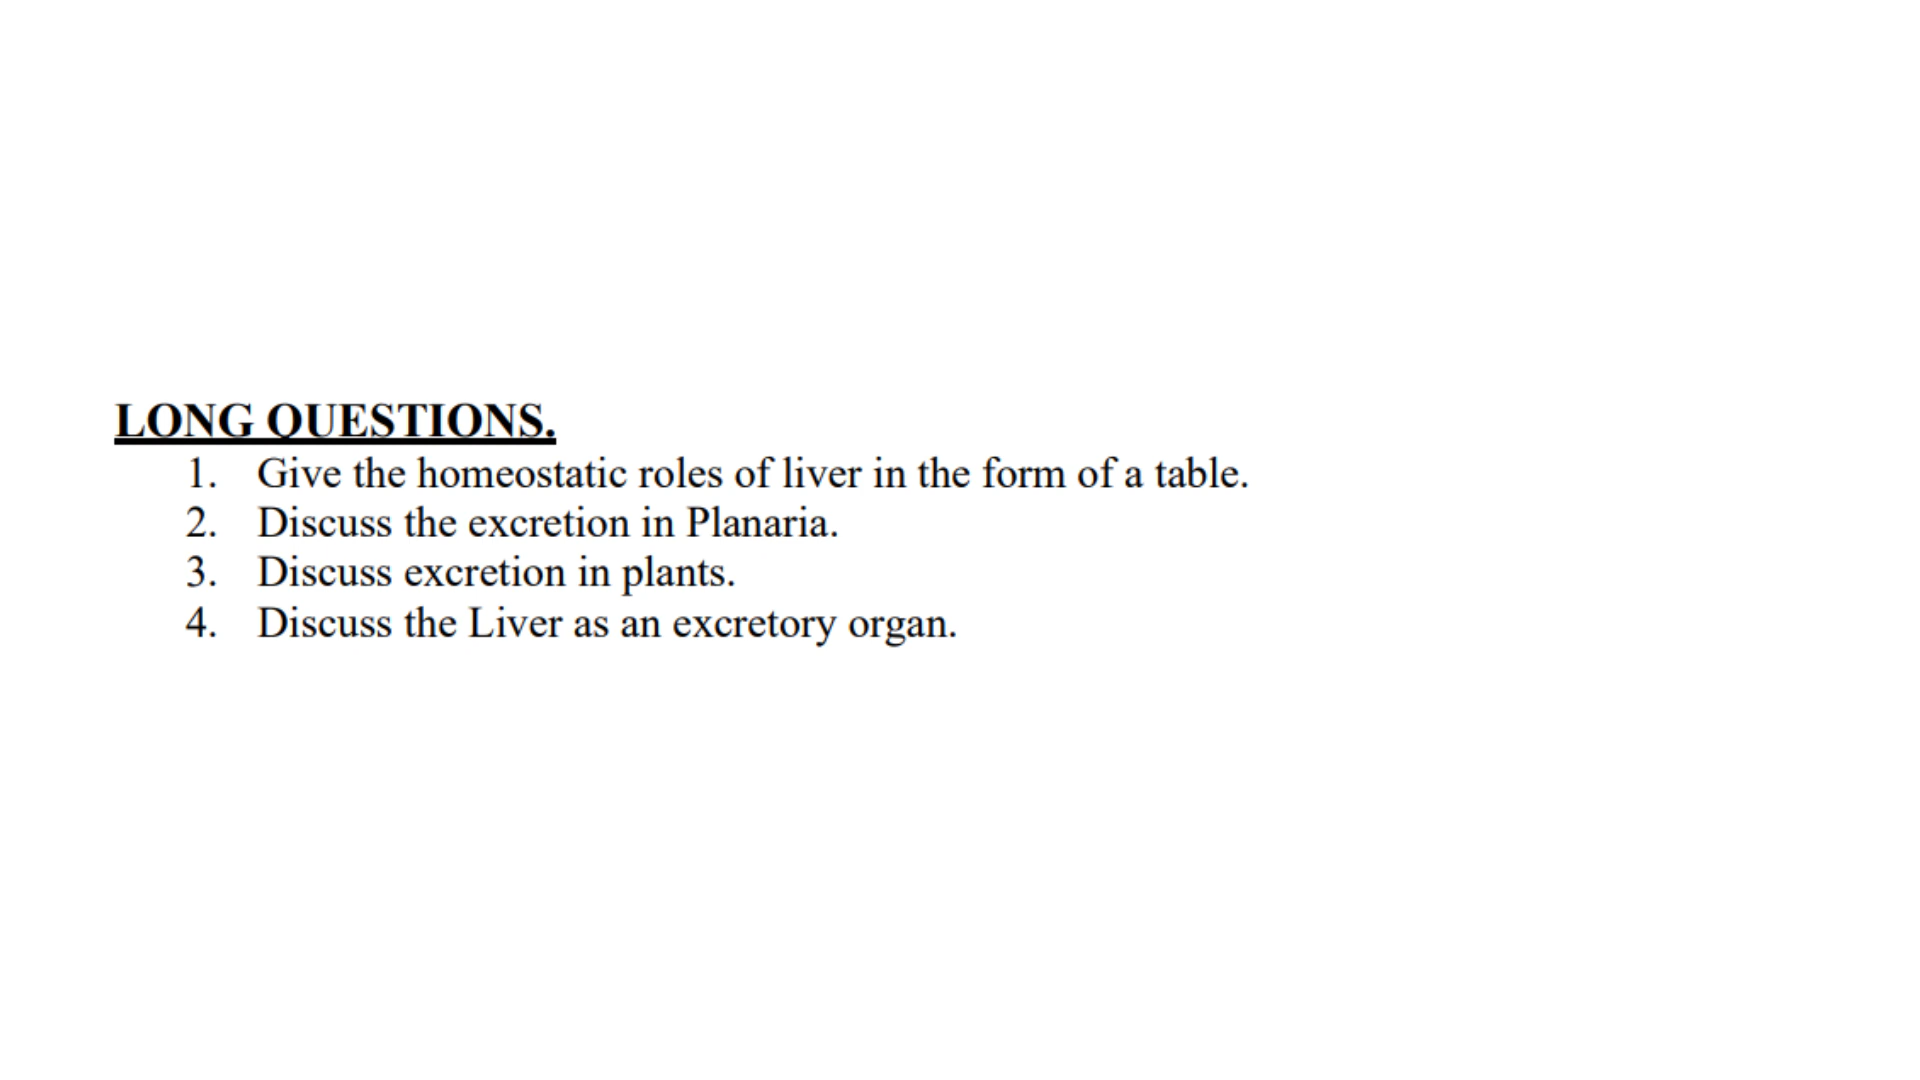 LONG QUESTIONS.
1. Give the homeostatic roles of liver in the form of a table.
2. Discuss the excretion in Planaria.
3. Discuss excretion in plants.
4. Discuss the Liver as an excretory organ.